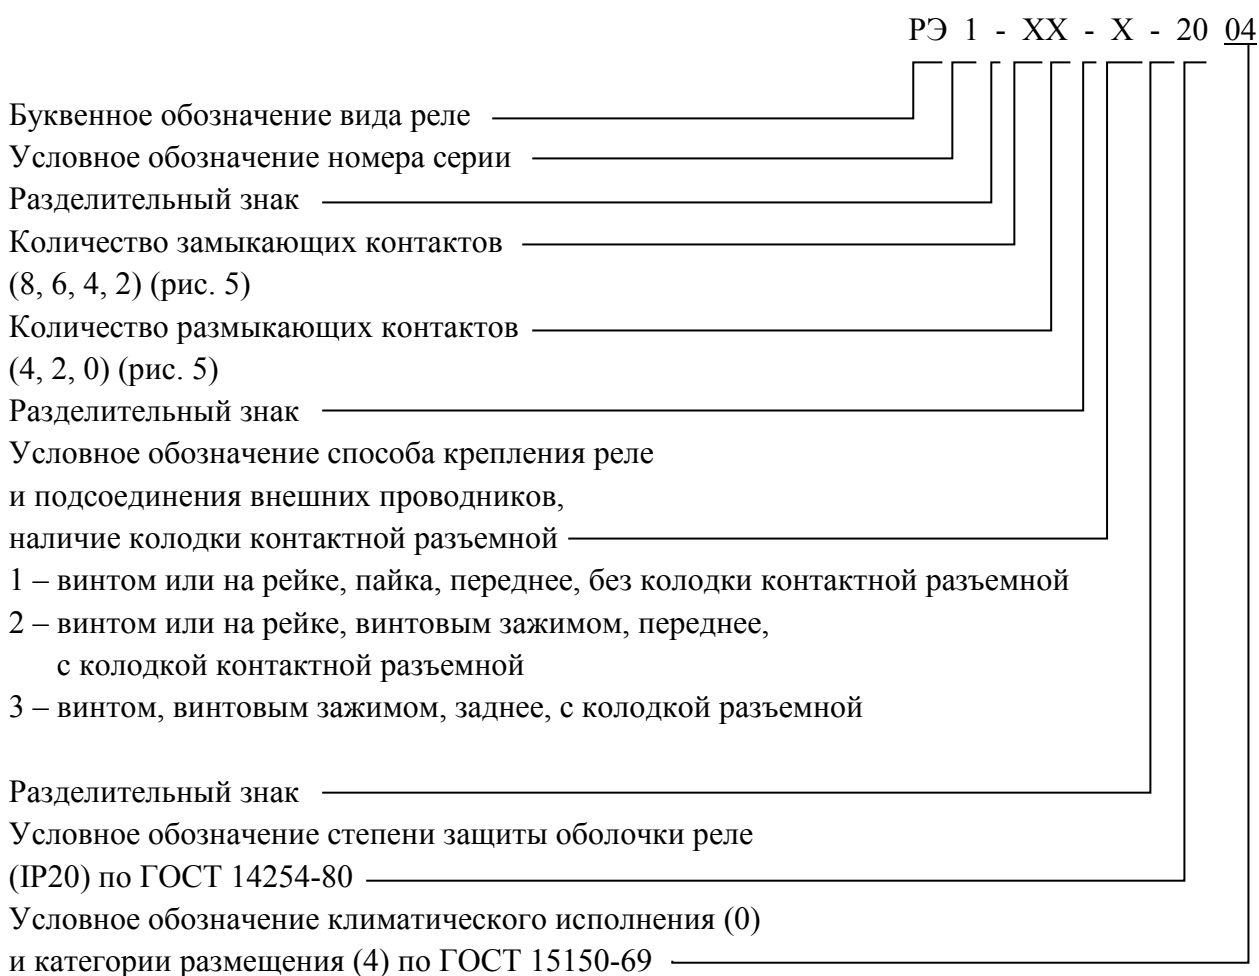 РЭ 1 - ХХ - Х - 20 04
Буквенное обозначение вида реле
Условное обозначение номера серии
Разделительный знак
Количество замыкающих контактов
(8, 6, 4, 2) (рис. 5)
Количество размыкающих контактов
(4, 2, 0) (рис. 5)
Разделительный знак
Условное обозначение способа крепления реле
и подсоединения внешних проводников,
наличие колодки контактной разъемной
1 – винтом или на рейке, пайка, переднее, без колодки контактной разъемной
2 – винтом или на рейке, винтовым зажимом, переднее,
с колодкой контактной разъемной
3 – винтом, винтовым зажимом, заднее, с колодкой разъемной
Разделительный знак
Условное обозначение степени защиты оболочки реле
(IP20) по ГОСТ 14254-80
Условное обозначение климатического исполнения (0)
и категории размещения (4) по ГОСТ 15150-69